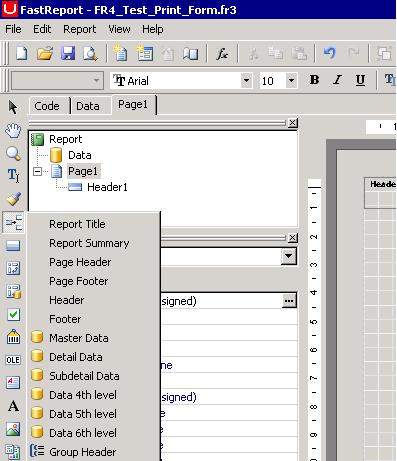 FastReport - FR4_Test_Print_Form.fr3
File Edit Report View Help
Arial 10 B I U
Code Data Page1
Report
Data
Page1
Header1
Heade
Report Title
Report Summary
Page Header
Page Footer
Header
Footer
Master Data
Detail Data
Subdetail Data
Data 4th level
Data 5th level
Data 6th level
Group Header
signed)
ne
signed)
e
e
OLE
A
1
1
2
3
4
5
6
7
8
9